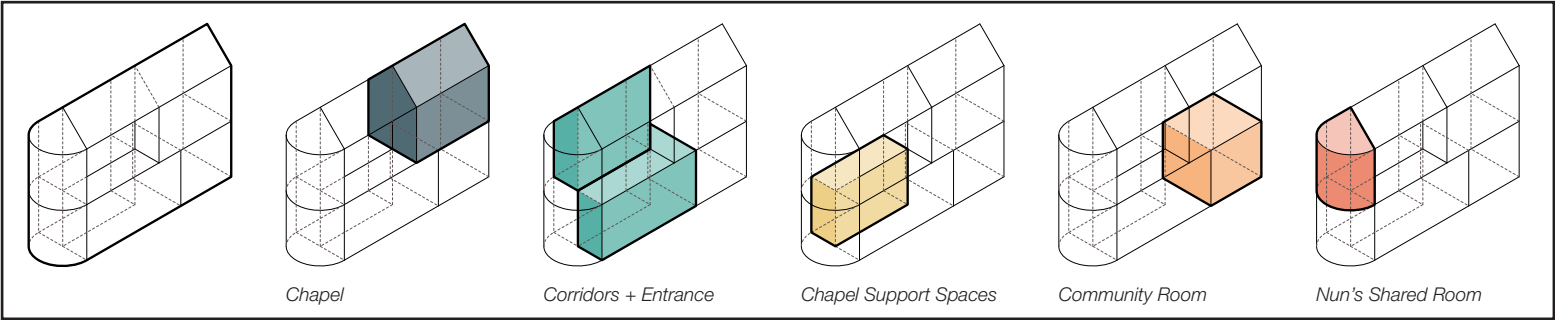 Chapel
Corridors + Entrance
Chapel Support Spaces
Community Room
Nun's Shared Room